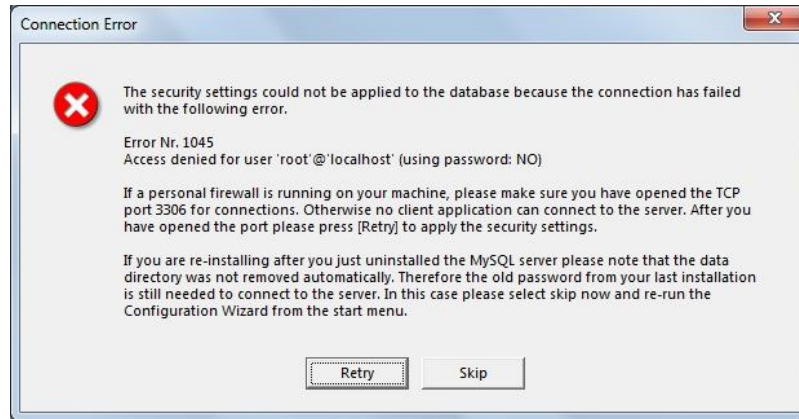 Connection Error
The security settings could not be applied to the database because the connection has failed
with the following error.
Error Nr. 1045
Access denied for user 'root'@'localhost' (using password: NO)
If a personal firewall is running on your machine, please make sure you have opened the TCP
port 3306 for connections. Otherwise no client application can connect to the server. After you
have opened the port please press [Retry] to apply the security settings.
If you are re-installing after you just uninstalled the MySQL server please note that the data
directory was not removed automatically. Therefore the old password from your last installation
is still needed to connect to the server. In this case please select skip now and re-run the
Configuration Wizard from the start menu.
Retry
Skip